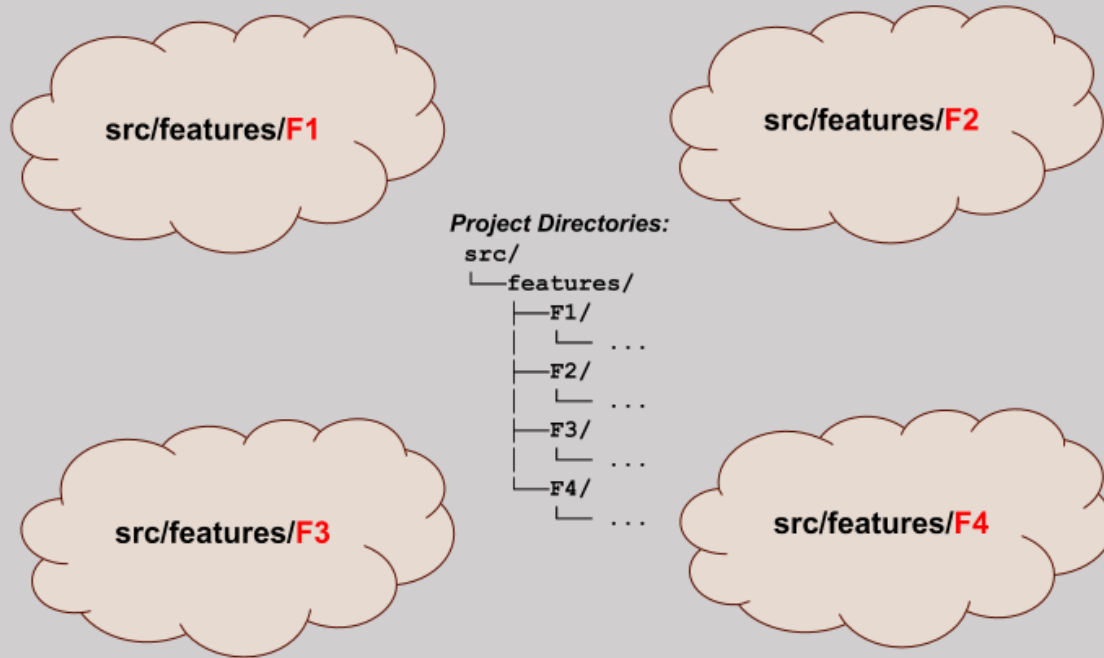 src/features/F1
src/features/F2
Project Directories:
src/
└──features/
├──F1/
│ └── ...
├──F2/
│ └── ...
├──F3/
│ └── ...
└──F4/
└── ...
src/features/F3
src/features/F4